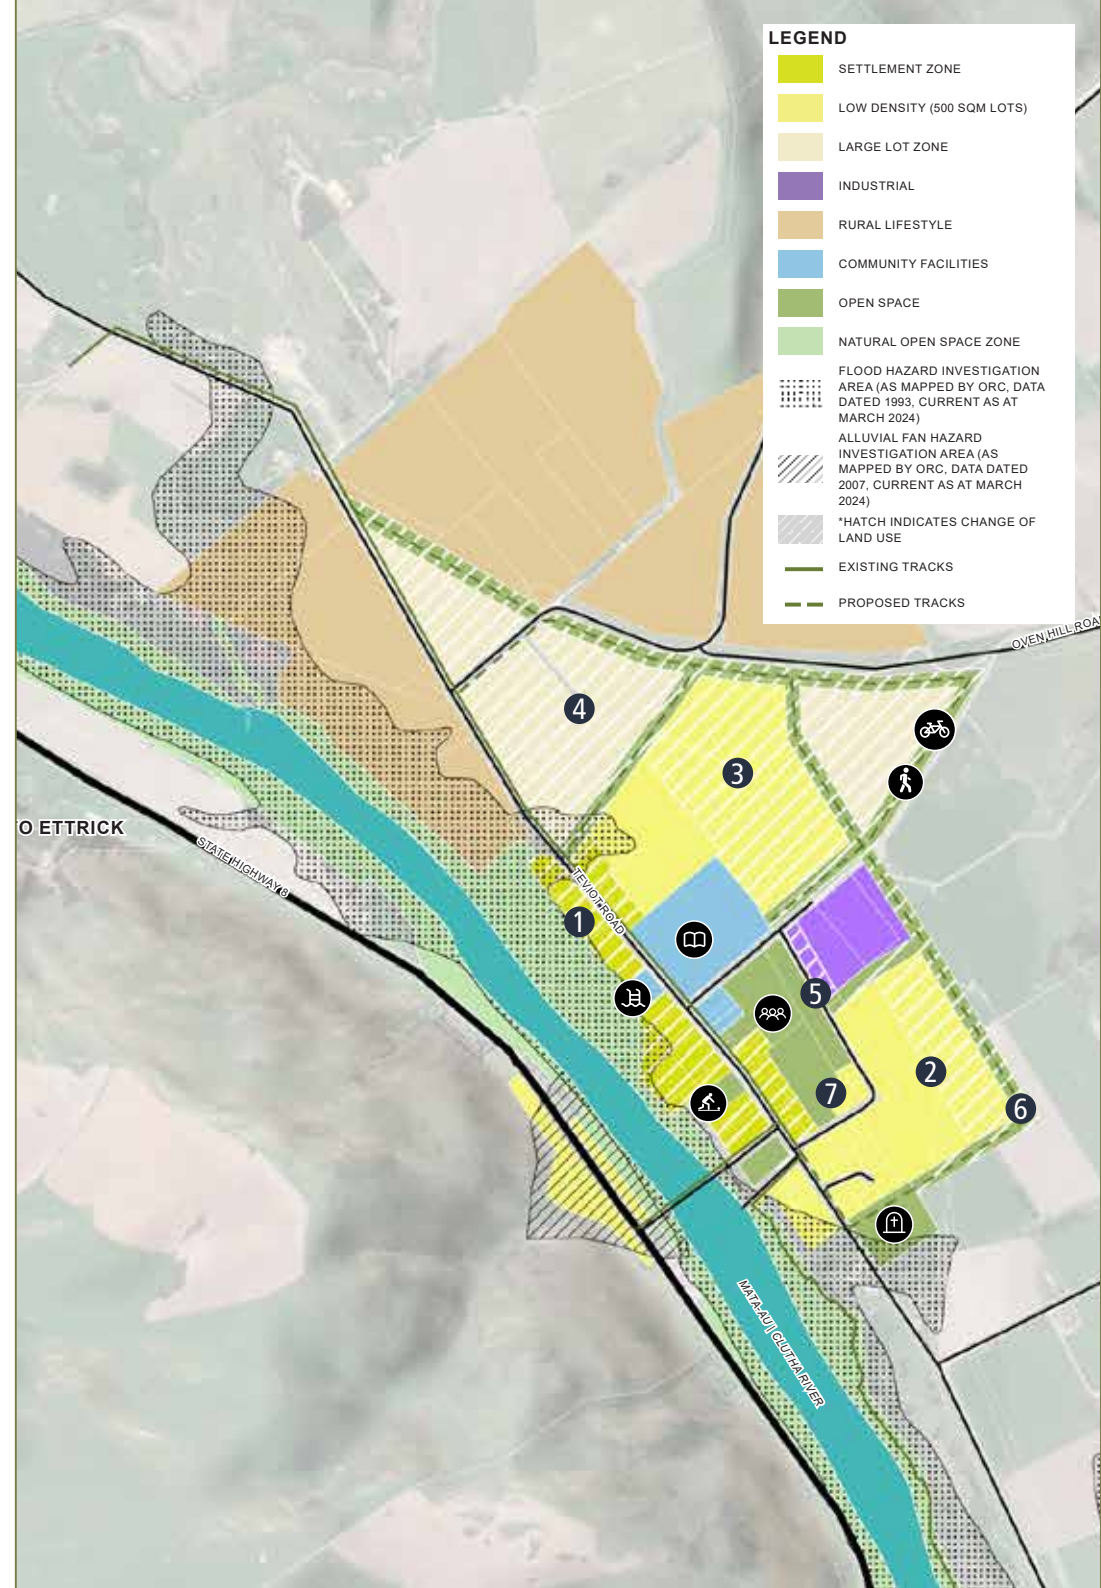 LEGEND
SETTLEMENT ZONE
LOW DENSITY (500 SQM LOTS)
LARGE LOT ZONE
INDUSTRIAL
RURAL LIFESTYLE
COMMUNITY FACILITIES
OPEN SPACE
NATURAL OPEN SPACE ZONE
FLOOD HAZARD INVESTIGATION
AREA (AS MAPPED BY ORC, DATA
DATED 1993, CURRENT AS AT
MARCH 2024)
ALLUVIAL FAN HAZARD
INVESTIGATION AREA (AS
MAPPED BY ORC, DATA DATED
2007, CURRENT AS AT MARCH
2024)
*HATCH INDICATES CHANGE OF
LAND USE
EXISTING TRACKS
PROPOSED TRACKS
OVEN HILL ROA
4
3
O ETTRICK
STATE HIGHWAY 8
TEVIOT ROAD
1
5
2
7
6
MATA-AU | CLUTHA RIVER